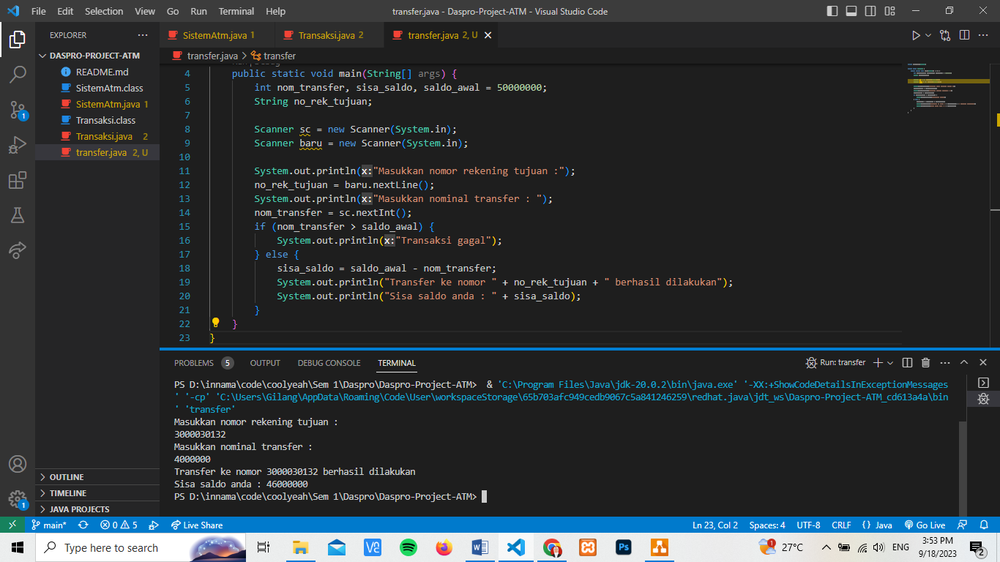 File Edit Selection View Go Run Terminal Help
transfer.java - Daspro-Project-ATM - Visual Studio Code
EXPLORER
DASPRO-PROJECT-ATM
README.md
SistemAtm.class
SistemAtm.java 1
Transaksi.class
Transaksi.java 2
transfer.java 2, U
OUTLINE
TIMELINE
JAVA PROJECTS
1
1
SistemAtm.java 1 Transaksi.java 2 transfer.java 2, U
transfer.java > transfer
4 public static void main(String[] args) {
5 int nom_transfer, sisa_saldo, saldo_awal = 50000000;
6 String no_rek_tujuan;
7
8 Scanner sc = new Scanner(System.in);
9 Scanner baru = new Scanner(System.in);
10
11 System.out.println(x:"Masukkan nomor rekening tujuan :");
12 no_rek_tujuan = baru.nextLine();
13 System.out.println(x:"Masukkan nominal transfer : ");
14 nom_transfer = sc.nextInt();
15 if (nom_transfer > saldo_awal) {
16 System.out.println(x:"Transaksi gagal");
17 } else {
18 sisa_saldo = saldo_awal - nom_transfer;
19 System.out.println("Transfer ke nomor " + no_rek_tujuan + " berhasil dilakukan");
20 System.out.println("Sisa saldo anda : " + sisa_saldo);
21 }
22 }
23 }
PROBLEMS 5 OUTPUT DEBUG CONSOLE TERMINAL
Run: transfer
PS D:\innama\code\coolyeah\Sem 1\Daspro\Daspro-Project-ATM> & 'C:\Program Files\Java\jdk-20.0.2\bin\java.exe' '-XX:+ShowCodeDetailsInExceptionMessages
' '-cp' 'C:\Users\Gilang\AppData\Roaming\Code\User\workspaceStorage\65b703afc949cedb9067c5a841246259\redhat.java\jdt_ws\Daspro-Project-ATM_cd613a4a\bin
' 'transfer'
Masukkan nomor rekening tujuan :
3000030132
Masukkan nominal transfer :
4000000
Transfer ke nomor 3000030132 berhasil dilakukan
Sisa saldo anda : 46000000
PS D:\innama\code\coolyeah\Sem 1\Daspro\Daspro-Project-ATM>
main* 0 5 Live Share Ln 23, Col 2 Spaces: 4 UTF-8 CRLF {} Java Go Live
Type here to search
27°C ENG 3:53 PM
9/18/2023
2